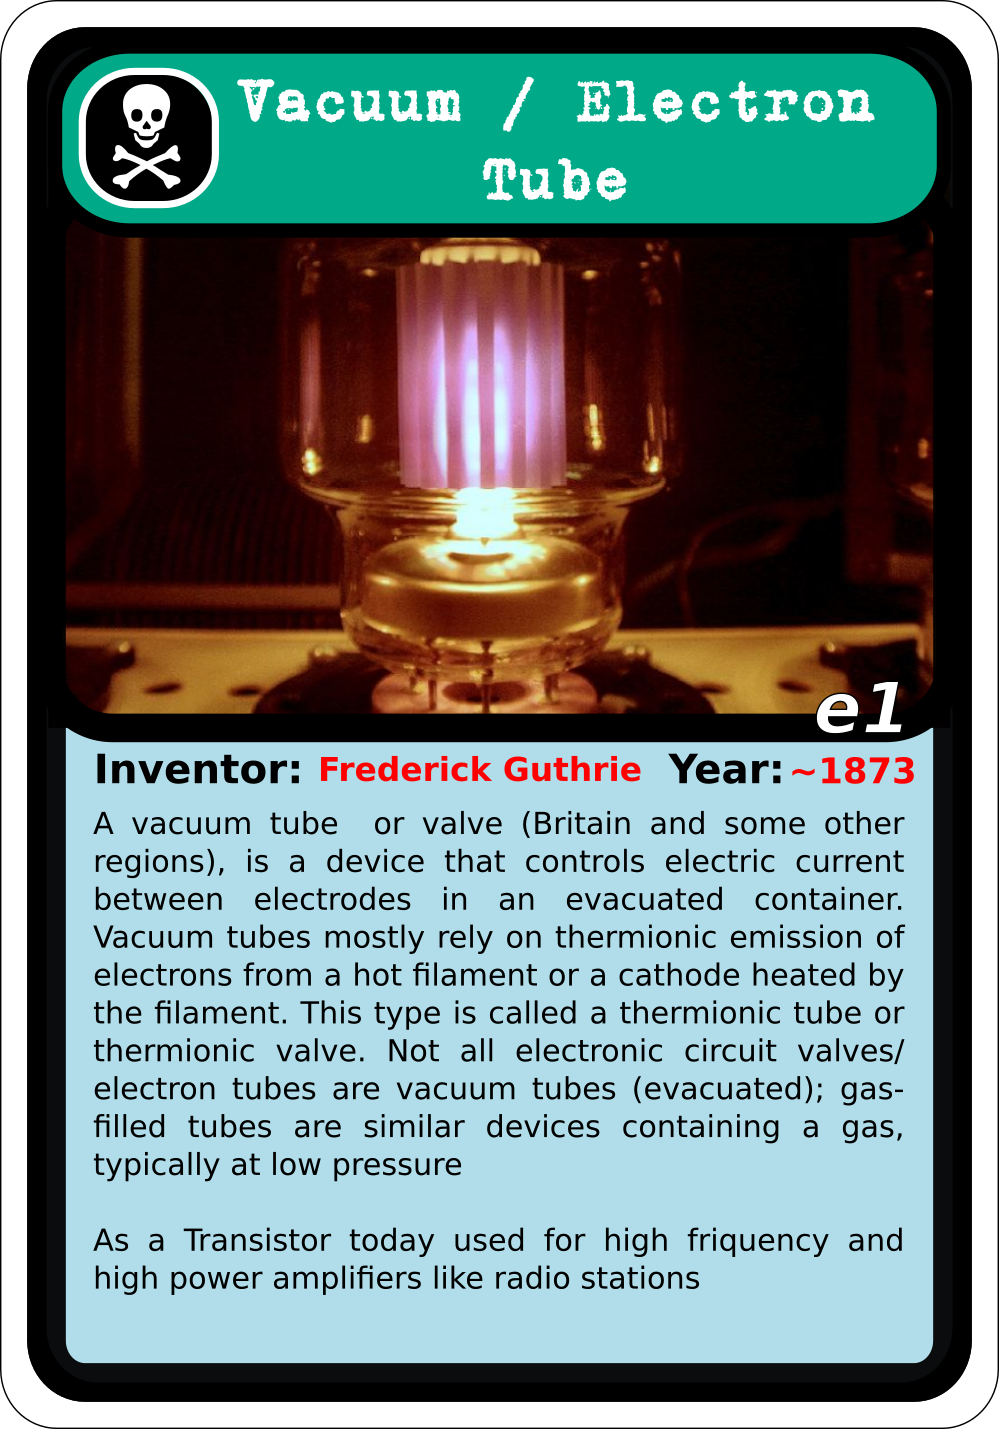 Vacuum / Electron
Tube
e1
Inventor: Frederick Guthrie Year: ~1873
A vacuum tube or valve (Britain and some other
regions), is a device that controls electric current
between electrodes in an evacuated container.
Vacuum tubes mostly rely on thermionic emission of
electrons from a hot filament or a cathode heated by
the filament. This type is called a thermionic tube or
thermionic valve. Not all electronic circuit valves/
electron tubes are vacuum tubes (evacuated); gas-
filled tubes are similar devices containing a gas,
typically at low pressure
As a Transistor today used for high friquency and
high power amplifiers like radio stations